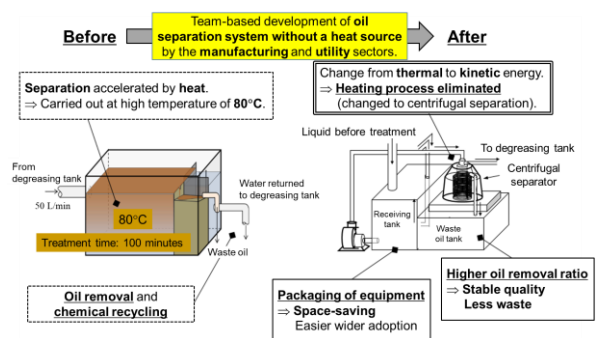 Before
Team-based development of oil
separation system without a heat source
by the manufacturing and utility sectors.
After
Separation accelerated by heat.
⇒ Carried out at high temperature of 80°C.
Change from thermal to kinetic energy.
⇒ Heating process eliminated
(changed to centrifugal separation).
From
degreasing tank
50 L/min
80°C
Treatment time: 100 minutes
Water returned
to degreasing tank
Waste oil
Oil removal and
chemical recycling
Liquid before treatment
To degreasing tank
Centrifugal
separator
Receiving
tank
Waste
oil tank
Packaging of equipment
⇒ Space-saving
Easier wider adoption
Higher oil removal ratio
⇒ Stable quality
Less waste